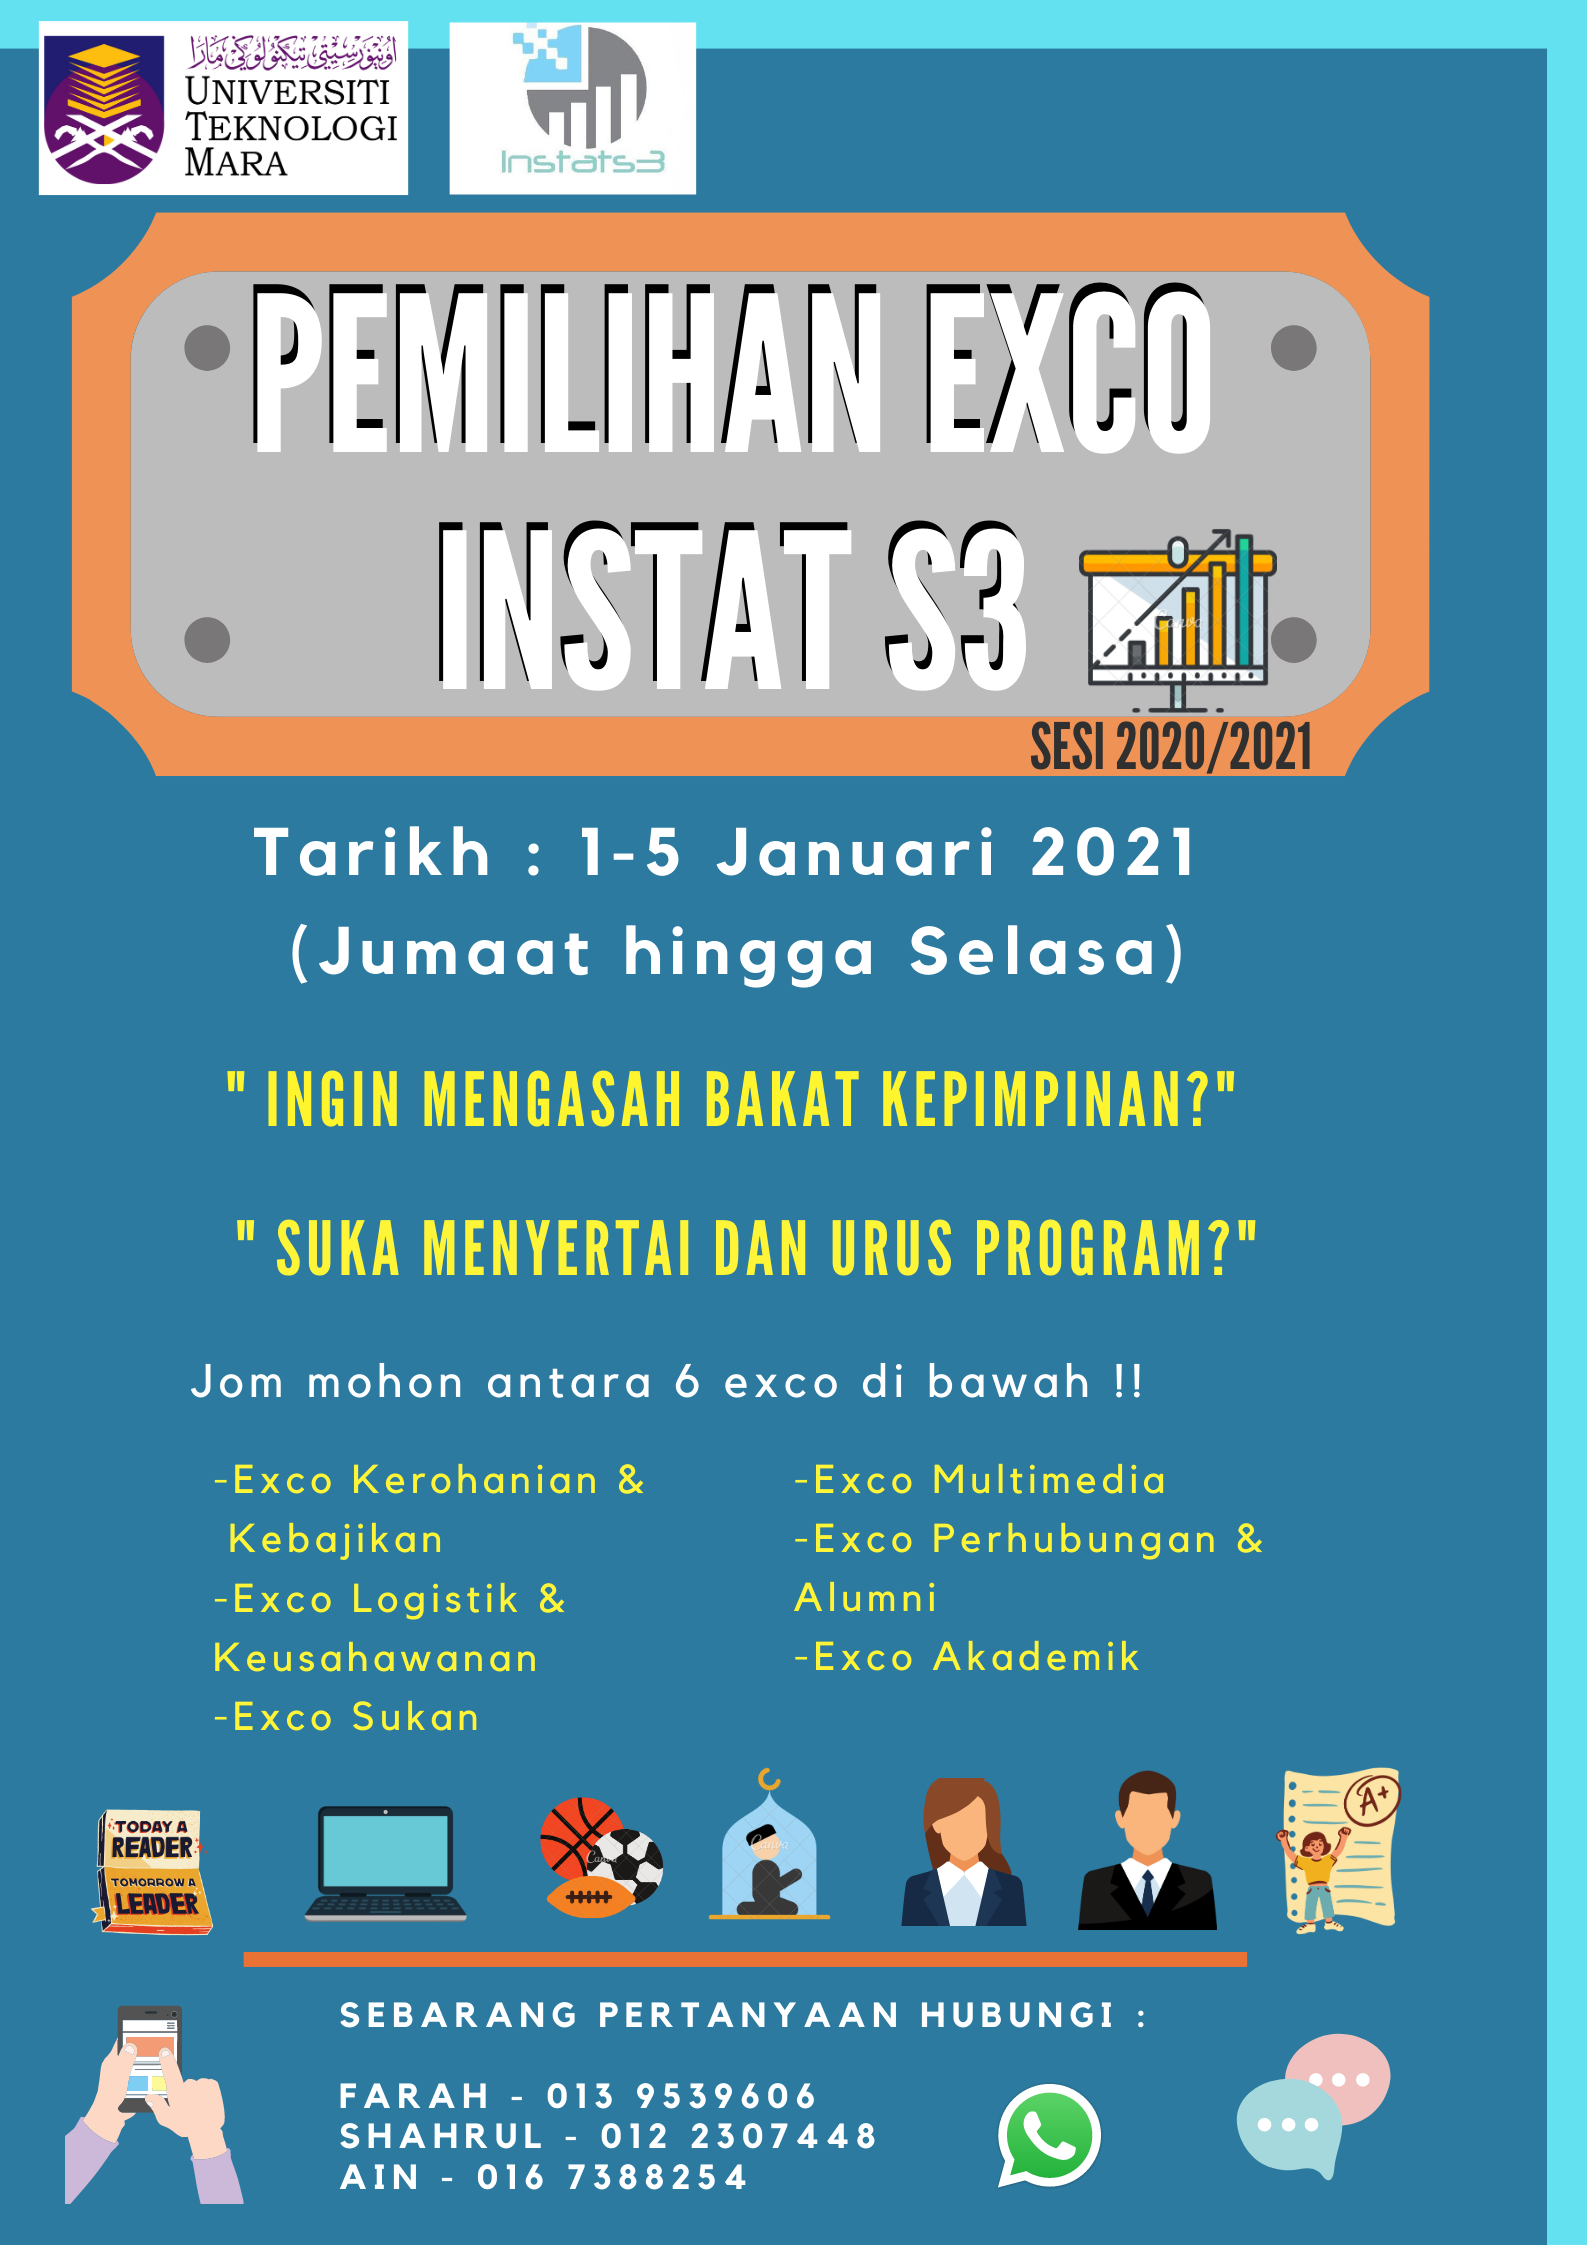 اونيۏرسيتي تيكنولوڬي مارا
UNIVERSITI
TEKNOLOGI
MARA
Instats3
PEMILIHAN EXCO
INSTAT S3
SESI 2020/2021
Tarikh : 1-5 Januari 2021
(Jumaat hingga Selasa)
" INGIN MENGASAH BAKAT KEPIMPINAN?"
" SUKA MENYERTAI DAN URUS PROGRAM?"
Jom mohon antara 6 exco di bawah !!
-Exco Kerohanian &
Kebajikan
-Exco Logistik &
Keusahawanan
-Exco Sukan
-Exco Multimedia
-Exco Perhubungan &
Alumni
-Exco Akademik
TODAY A
READER
TOMORROW A
LEADER
Canva
Canva
A+
SEBARANG PERTANYAAN HUBUNGI :
FARAH - 013 9539606
SHAHRUL - 012 2307448
AIN - 016 7388254